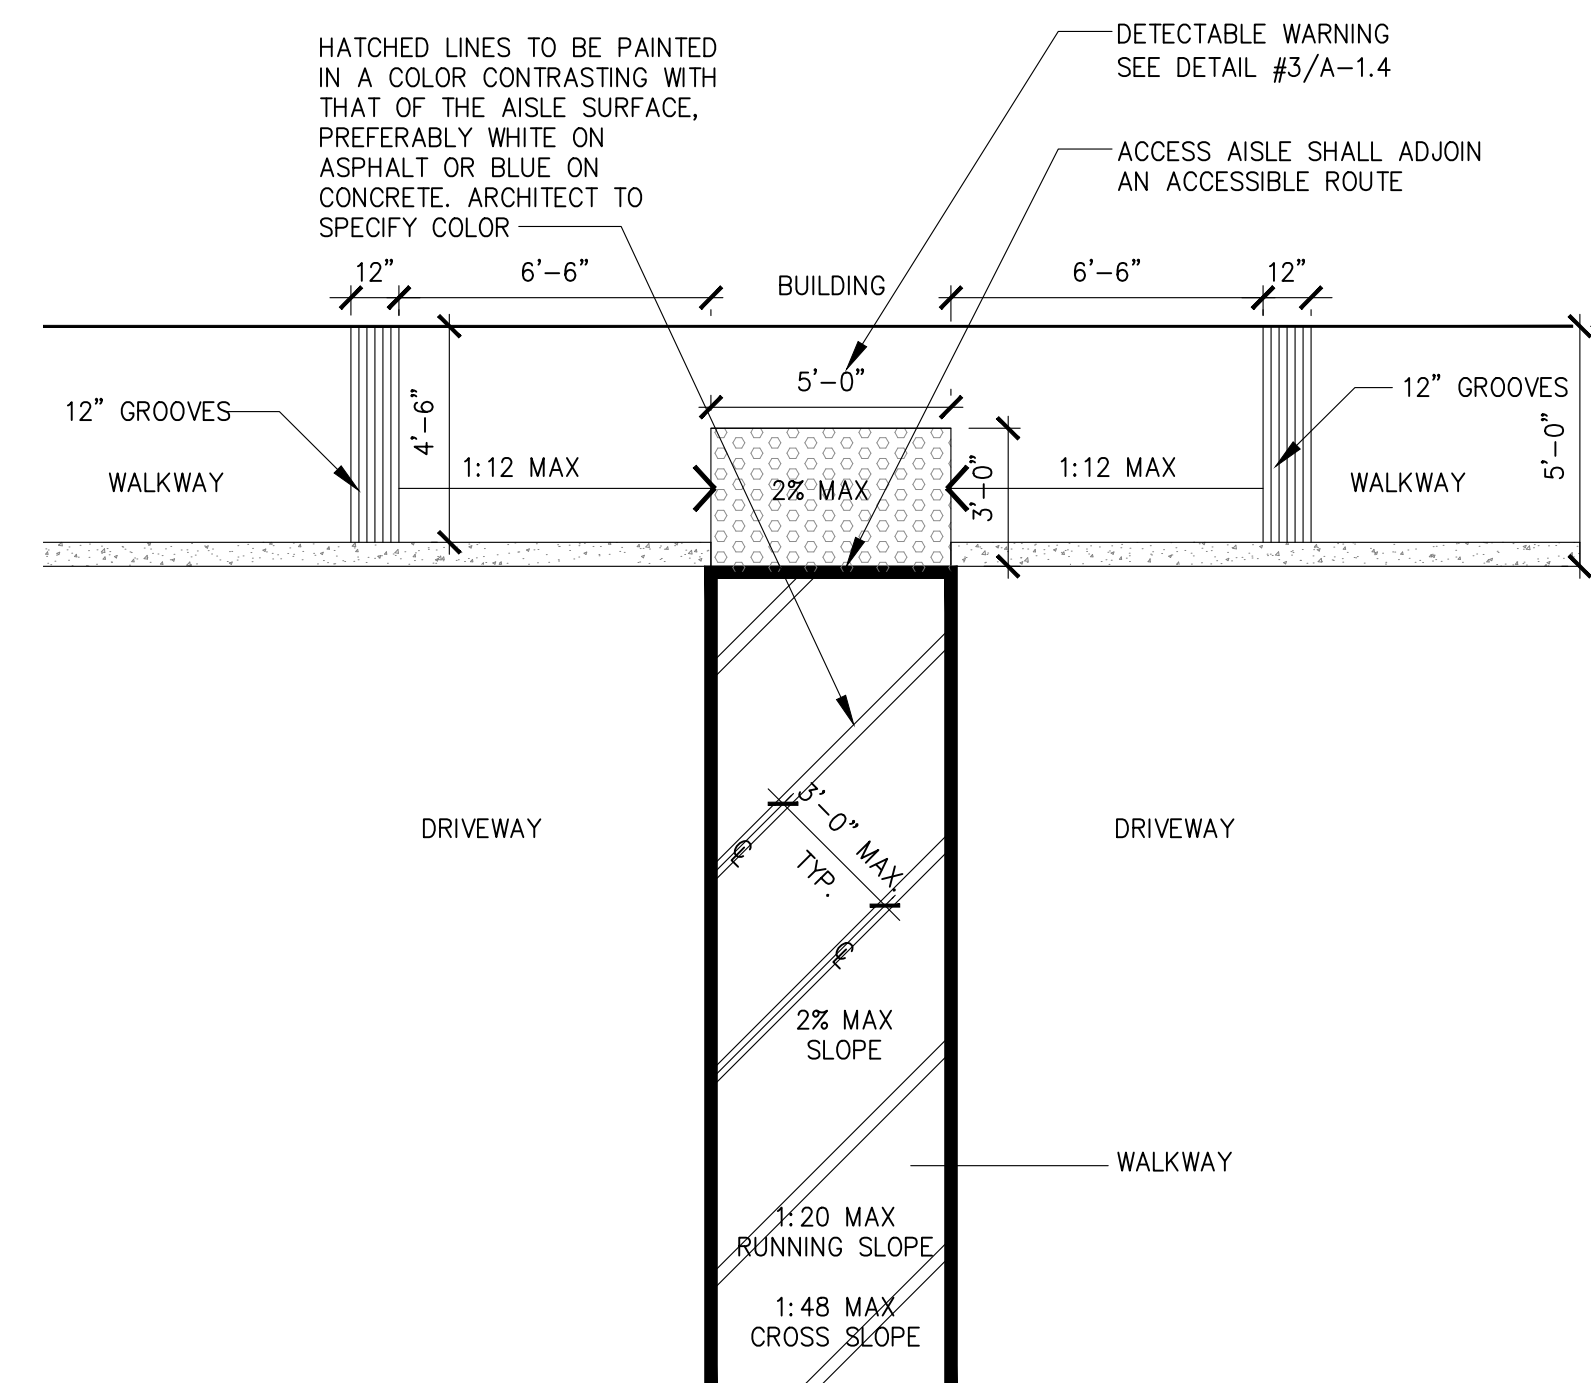 HATCHED LINES TO BE PAINTED
IN A COLOR CONTRASTING WITH
THAT OF THE AISLE SURFACE,
PREFERABLY WHITE ON
ASPHALT OR BLUE ON
CONCRETE. ARCHITECT TO
SPECIFY COLOR
DETECTABLE WARNING
SEE DETAIL #3/A-1.4
ACCESS AISLE SHALL ADJOIN
AN ACCESSIBLE ROUTE
12"
6'-6"
BUILDING
6'-6"
12"
5'-0"
12" GROOVES
4'-6"
12" GROOVES
5'-0"
WALKWAY
1:12 MAX
2% MAX
3'-0"
1:12 MAX
WALKWAY
3'-0" MAX.
TYP.
DRIVEWAY
DRIVEWAY
℄
℄
2% MAX
SLOPE
WALKWAY
1:20 MAX
RUNNING SLOPE
1:48 MAX
CROSS SLOPE